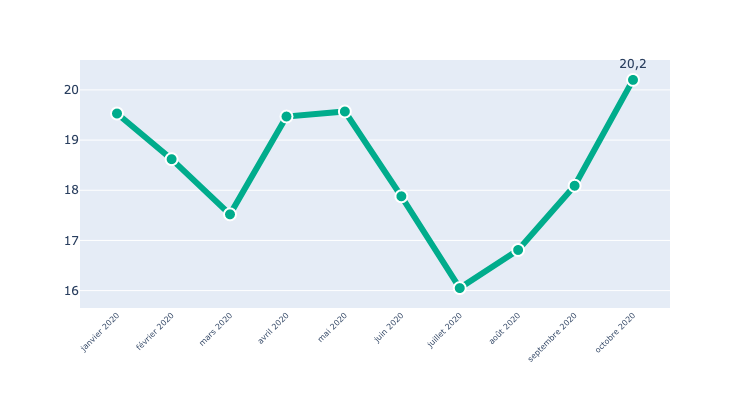 20,2
20
19
18
17
16
janvier 2020
février 2020
mars 2020
avril 2020
mai 2020
juin 2020
juillet 2020
août 2020
septembre 2020
octobre 2020